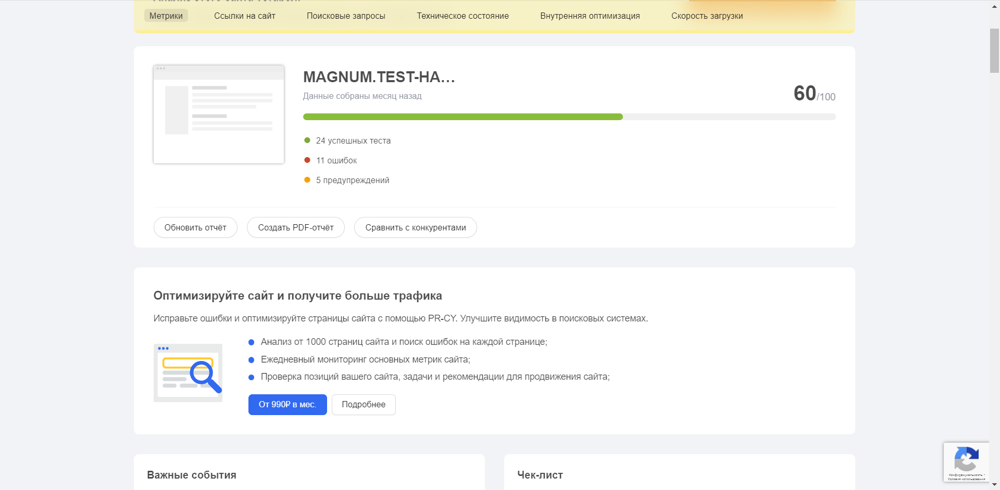 Метрики
Ссылки на сайт
Поисковые запросы
Техническое состояние
Внутренняя оптимизация
Скорость загрузки
MAGNUM.TEST-HA...
Данные собраны месяц назад
60/100
24 успешных теста
11 ошибок
5 предупреждений
Обновить отчёт
Создать PDF-отчёт
Сравнить с конкурентами
Оптимизируйте сайт и получите больше трафика
Исправьте ошибки и оптимизируйте страницы сайта с помощью PR-CY. Улучшите видимость в поисковых системах.
Анализ от 1000 страниц сайта и поиск ошибок на каждой странице;
Ежедневный мониторинг основных метрик сайта;
Проверка позиций вашего сайта, задачи и рекомендации для продвижения сайта;
От 990₽ в мес.
Подробнее
Важные события
Чек-лист
Конфиденциальность -
Условия использования